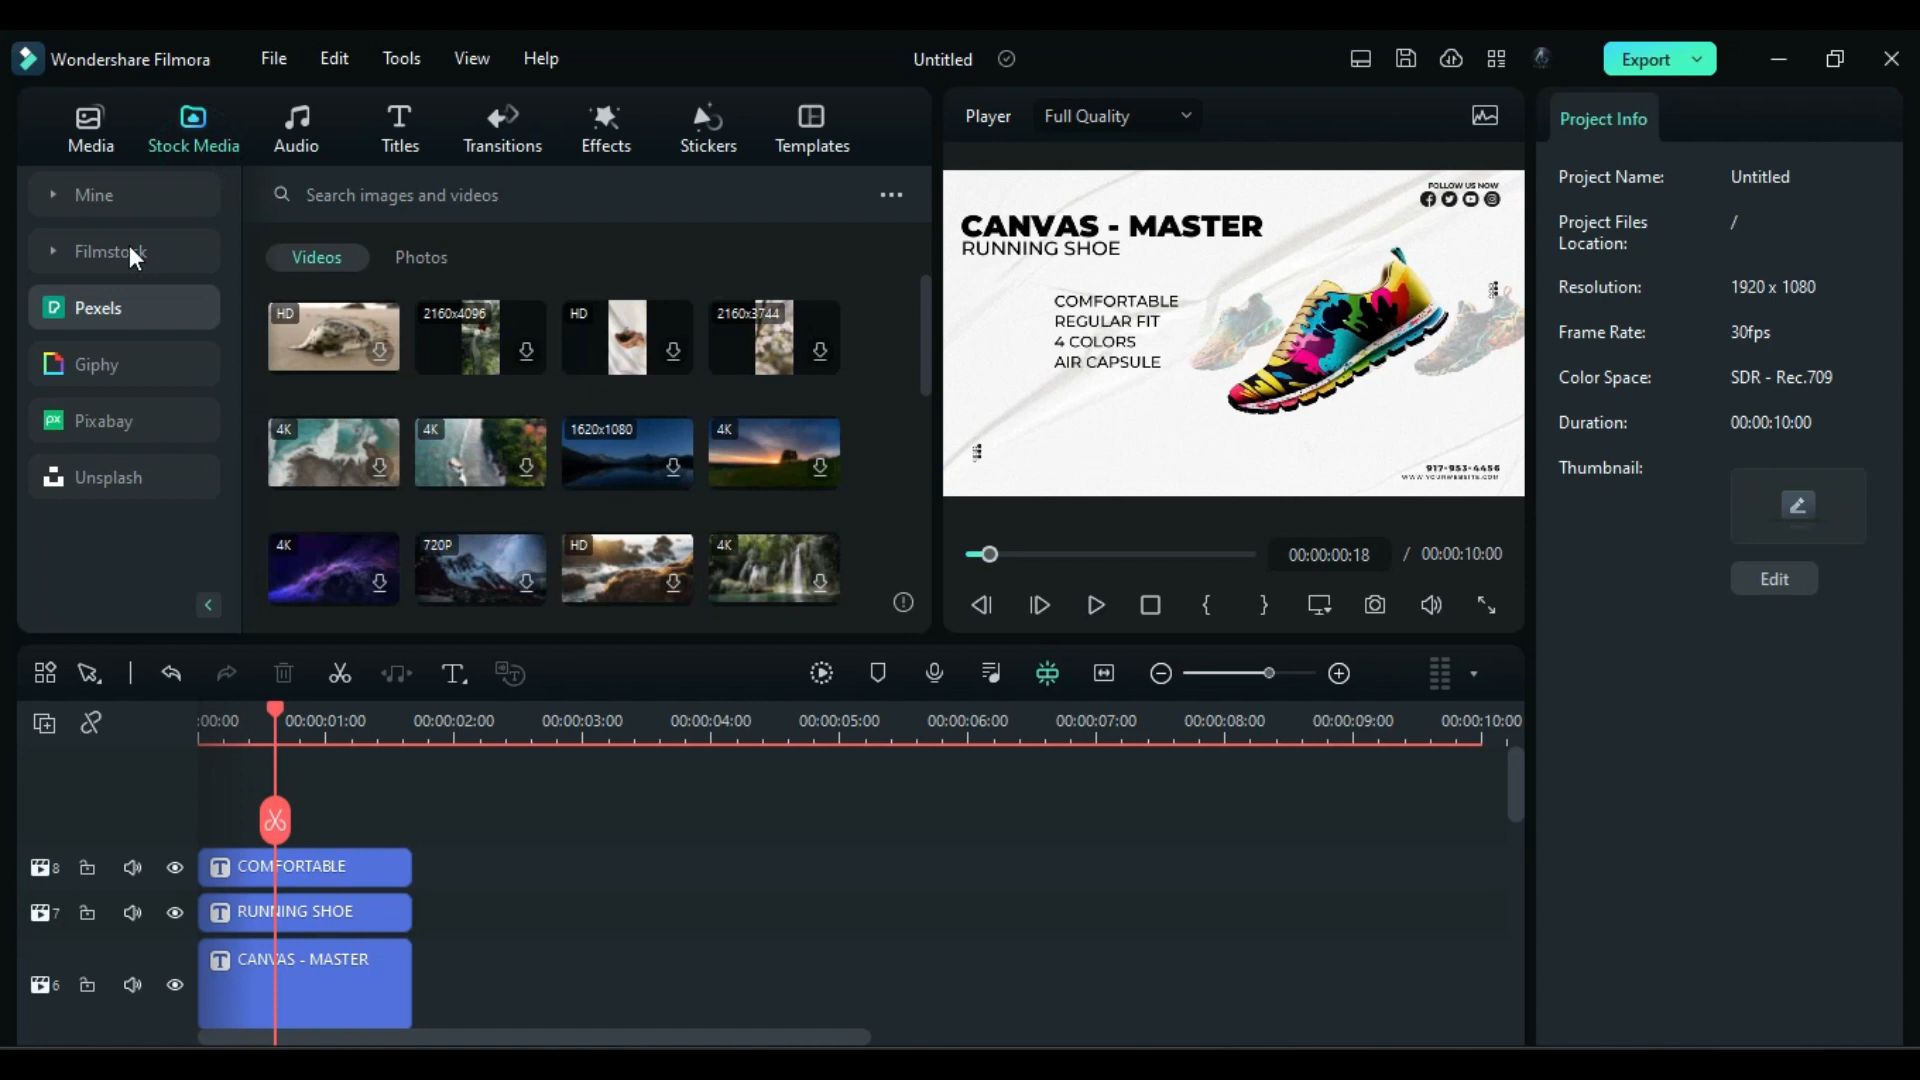 Wondershare Filmora
File
Edit
Tools
View
Help
Untitled
Export
Media
Stock Media
Audio
Titles
Transitions
Effects
Stickers
Templates
Mine
Filmstock
Pexels
Giphy
Pixabay
Unsplash
Search images and videos
Videos
Photos
HD
2160x4096
HD
2160x3744
4K
4K
1620x1080
4K
4K
720P
HD
4K
Player
Full Quality
FOLLOW US NOW
CANVAS - MASTER
RUNNING SHOE
COMFORTABLE
REGULAR FIT
4 COLORS
AIR CAPSULE
917-953-4456
WWW.YOURWEBSITE.COM
00:00:00:18 / 00:00:10:00
Project Info
Project Name: Untitled
Project Files Location: /
Resolution: 1920 x 1080
Frame Rate: 30fps
Color Space: SDR - Rec.709
Duration: 00:00:10:00
Thumbnail:
Edit
:00:00 00:00:01:00 00:00:02:00 00:00:03:00 00:00:04:00 00:00:05:00 00:00:06:00 00:00:07:00 00:00:08:00 00:00:09:00 00:00:10:00
8
T COMFORTABLE
7
T RUNNING SHOE
6
T CANVAS - MASTER